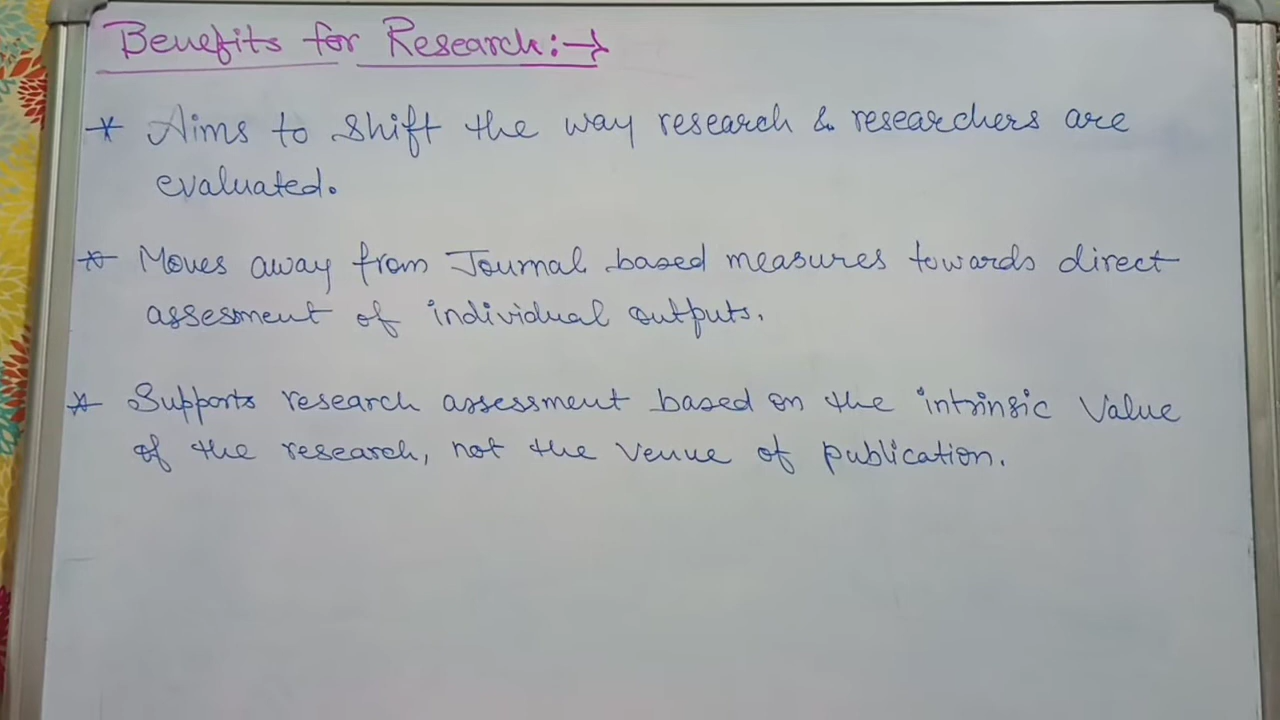 Benefits for Research:→
* Aims to shift the way research & researchers are
evaluated.
* Moves away from Journal based measures towards direct
assesment of individual outputs.
* Supports research assessment based on the intrinsic value
of the research, not the venue of publication.